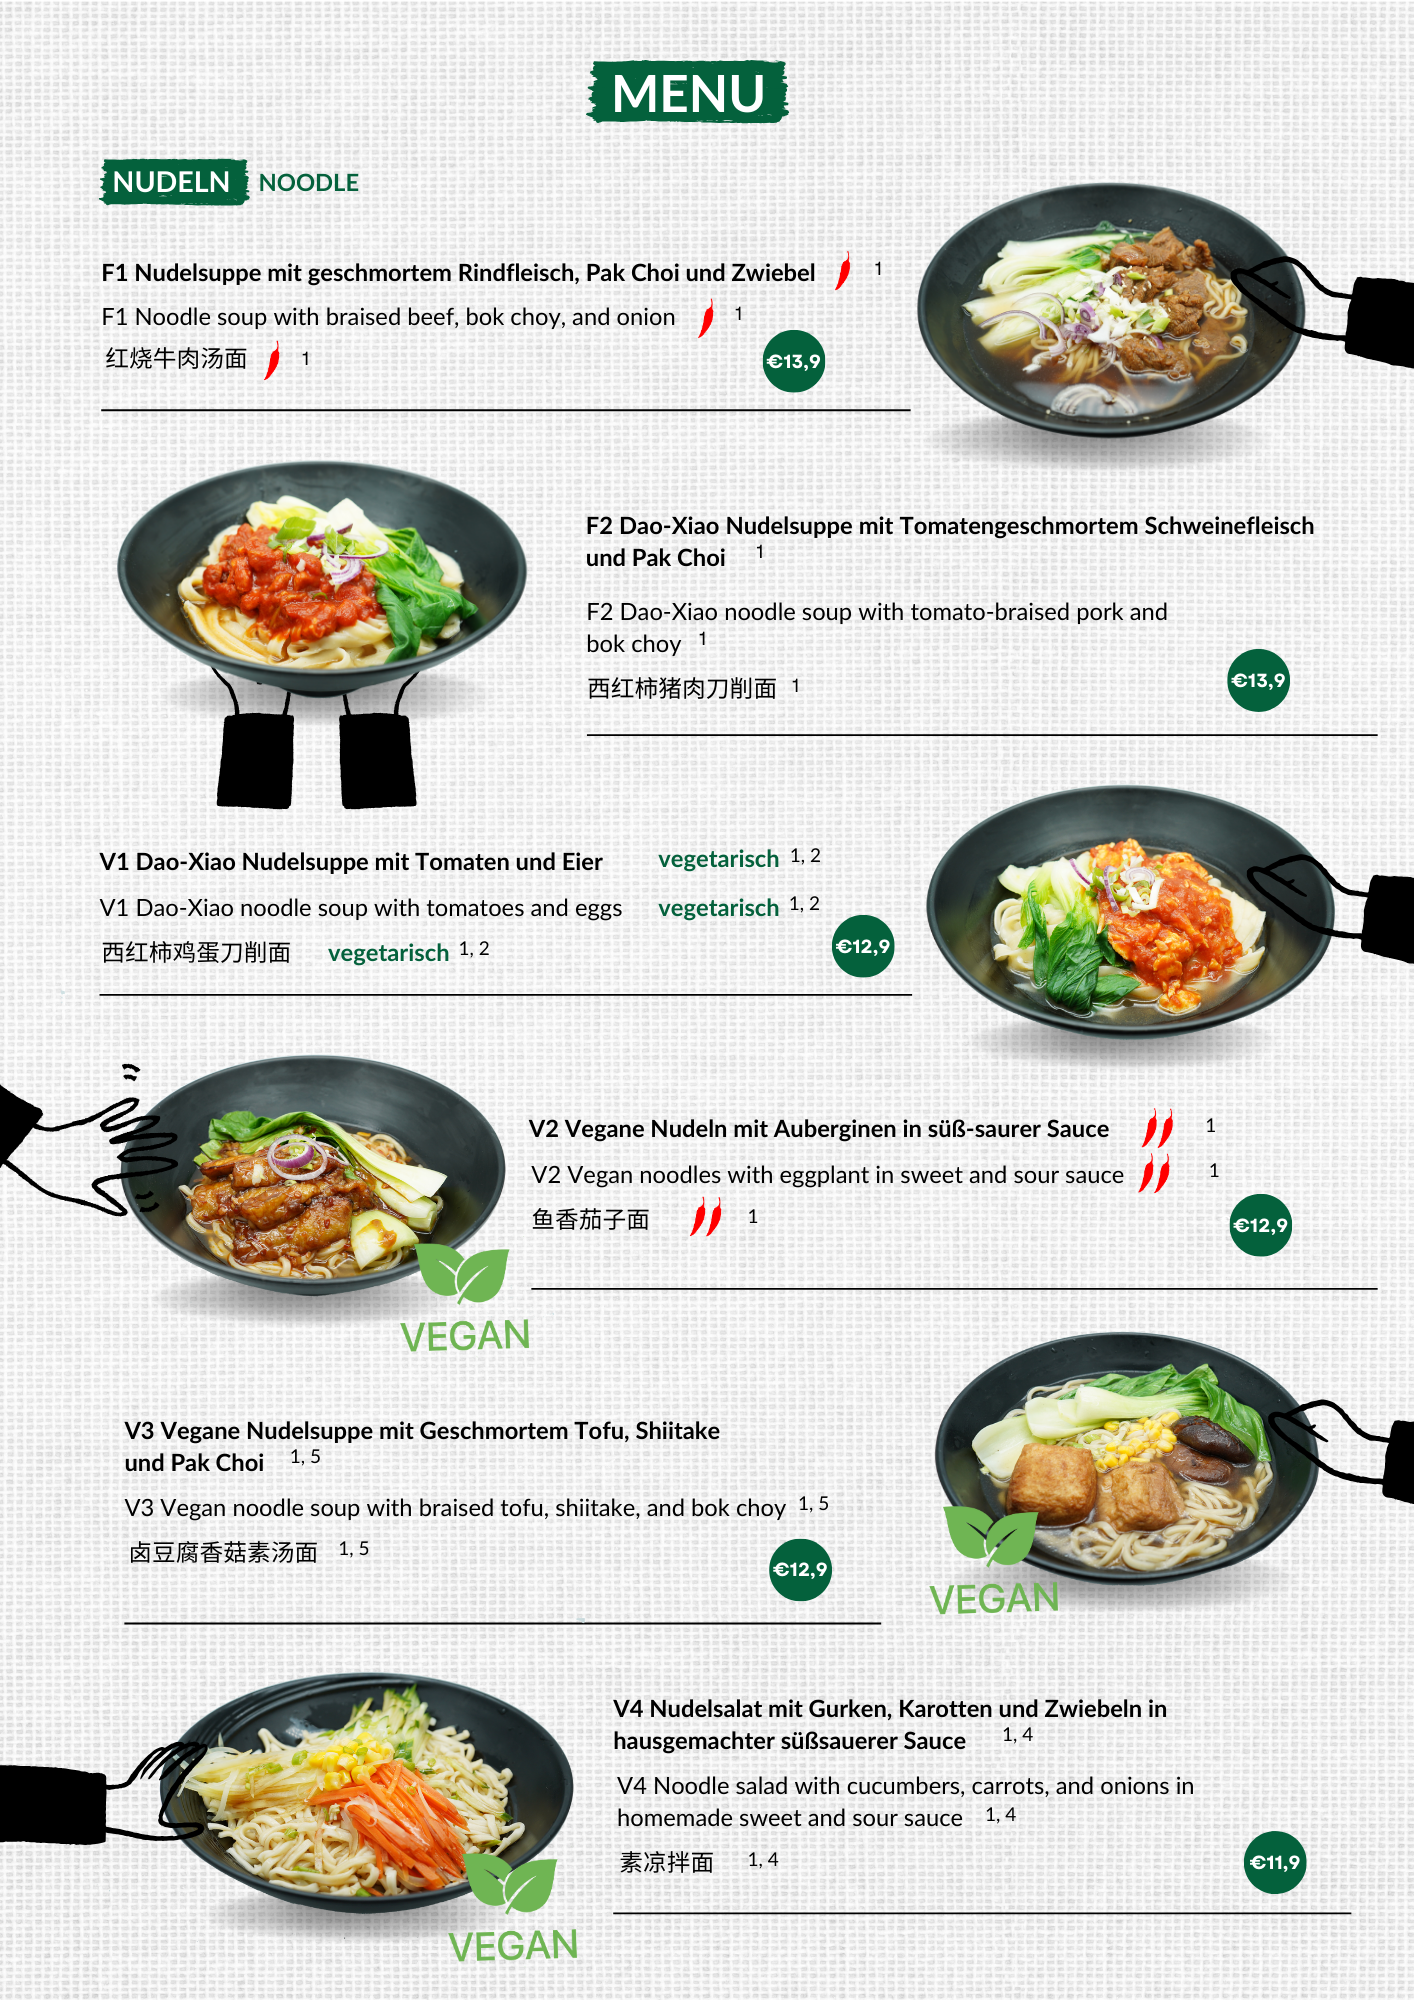 MENU
NUDELN NOODLE
F1 Nudelsuppe mit geschmortem Rindfleisch, Pak Choi und Zwiebel 1
F1 Noodle soup with braised beef, bok choy, and onion 1
红烧牛肉汤面 1
€13,9
F2 Dao-Xiao Nudelsuppe mit Tomatengeschmortem Schweinefleisch
und Pak Choi 1
F2 Dao-Xiao noodle soup with tomato-braised pork and
bok choy 1
西红柿猪肉刀削面 1
€13,9
V1 Dao-Xiao Nudelsuppe mit Tomaten und Eier vegetarisch 1, 2
V1 Dao-Xiao noodle soup with tomatoes and eggs vegetarisch 1, 2
西红柿鸡蛋刀削面 vegetarisch 1, 2
€12,9
V2 Vegane Nudeln mit Auberginen in süß-saurer Sauce 1
V2 Vegan noodles with eggplant in sweet and sour sauce 1
鱼香茄子面 1
€12,9
VEGAN
V3 Vegane Nudelsuppe mit Geschmortem Tofu, Shiitake
und Pak Choi 1, 5
V3 Vegan noodle soup with braised tofu, shiitake, and bok choy 1, 5
卤豆腐香菇素汤面 1, 5
€12,9
VEGAN
V4 Nudelsalat mit Gurken, Karotten und Zwiebeln in
hausgemachter süßsauerer Sauce 1, 4
V4 Noodle salad with cucumbers, carrots, and onions in
homemade sweet and sour sauce 1, 4
素凉拌面 1, 4
€11,9
VEGAN